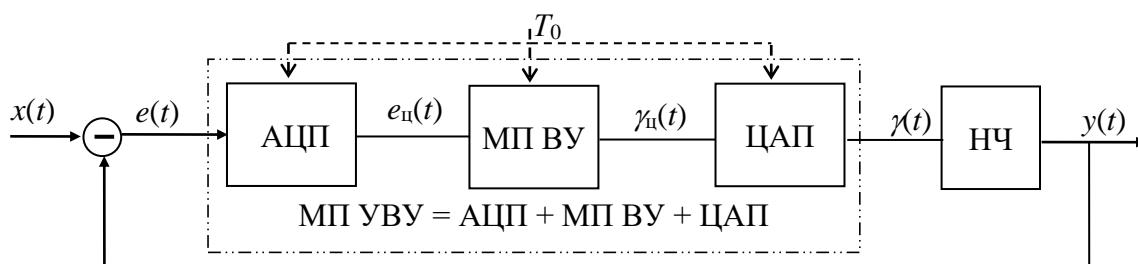 T₀
x(t)
e(t)
АЦП
eц(t)
МП ВУ
γц(t)
ЦАП
γ(t)
НЧ
y(t)
МП УВУ = АЦП + МП ВУ + ЦАП